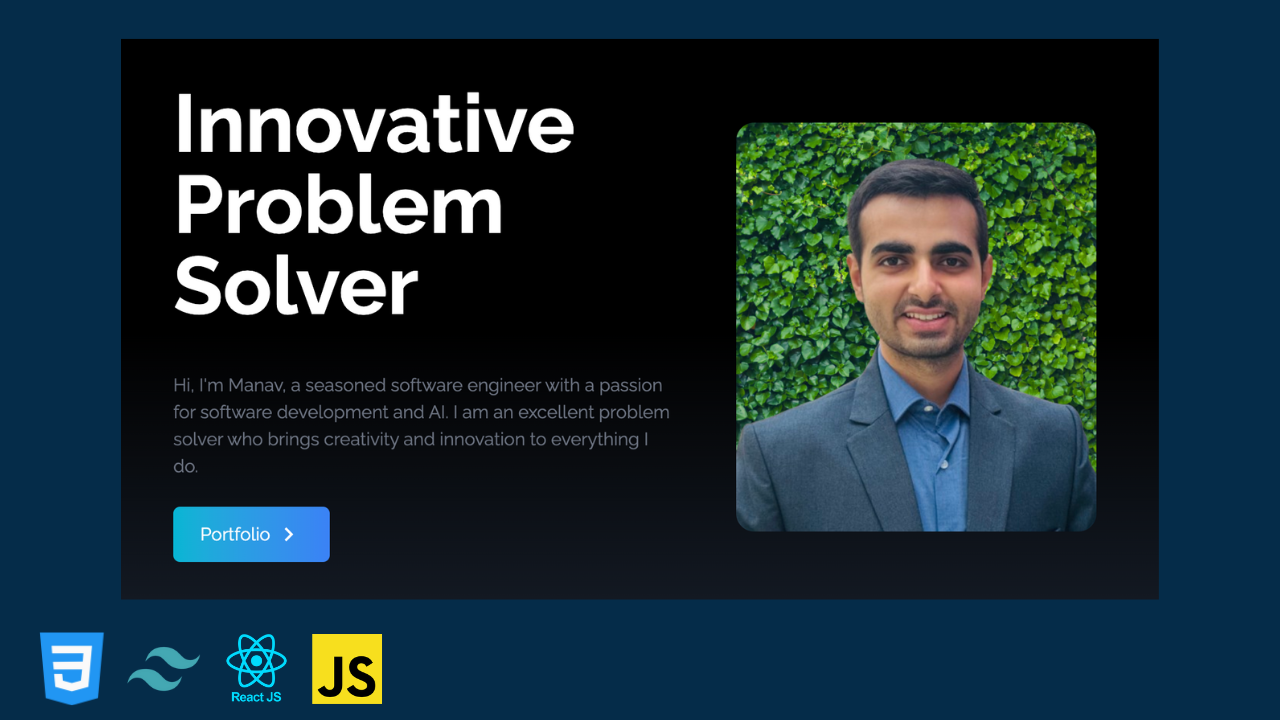 Innovative
Problem
Solver
Hi, I'm Manav, a seasoned software engineer with a passion
for software development and AI. I am an excellent problem
solver who brings creativity and innovation to everything I
do.
Portfolio
React JS
JS